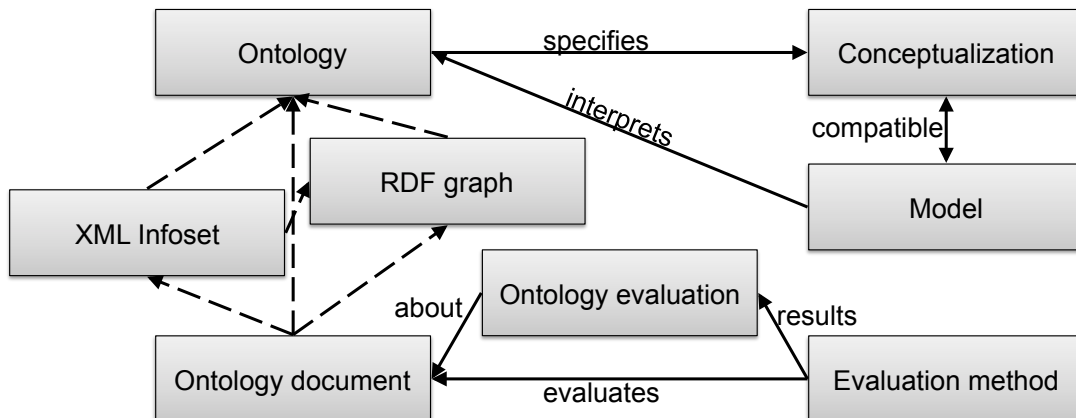 Ontology
specifies
Conceptualization
interprets
compatible
RDF graph
XML Infoset
Model
about
Ontology evaluation
results
Ontology document
evaluates
Evaluation method